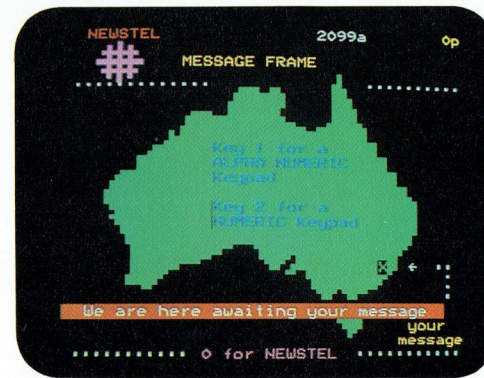 NEWSTEL
2099a
0p
MESSAGE FRAME
Key 1 for a
ALPHA NUMERIC
Keypad
Key 2 for a
NUMERIC Keypad
X ←
We are here awaiting your message
your
message
0 for NEWSTEL